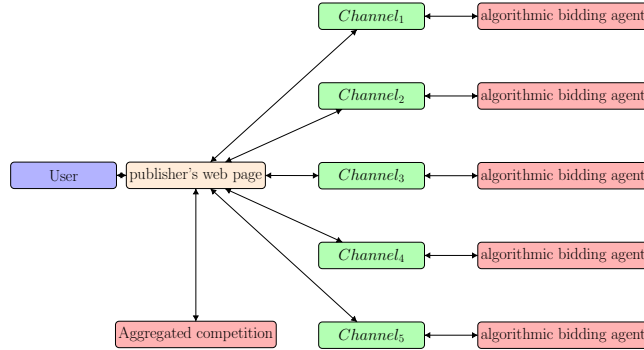 Channel₁
algorithmic bidding agent
Channel₂
algorithmic bidding agent
User
publisher's web page
Channel₃
algorithmic bidding agent
Channel₄
algorithmic bidding agent
Aggregated competition
Channel₅
algorithmic bidding agent